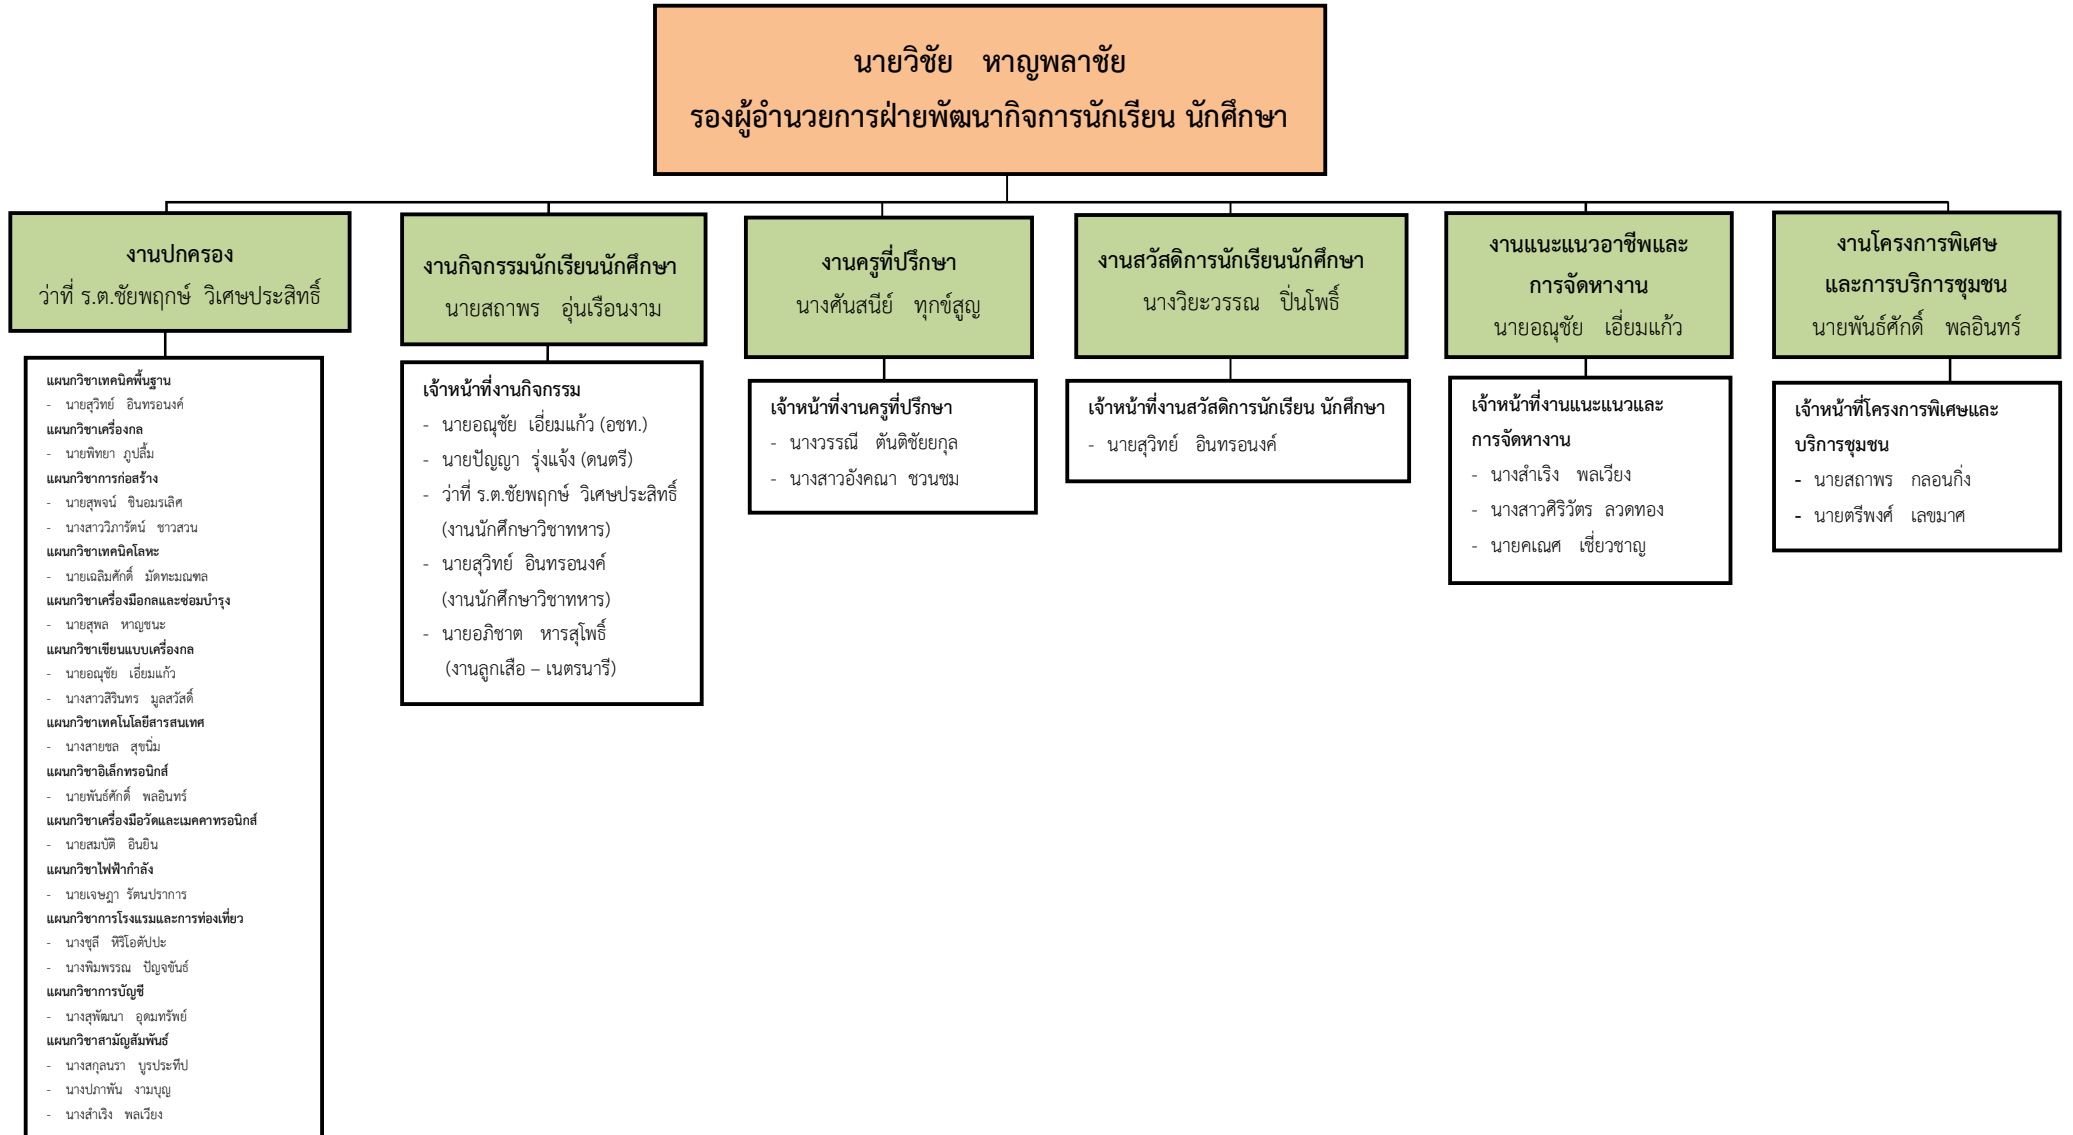 นายวิชัย หาญพลาชัย
รองผู้อำนวยการฝ่ายพัฒนากิจการนักเรียน นักศึกษา
งานปกครอง
ว่าที่ ร.ต.ชัยพฤกษ์ วิเศษประสิทธิ์
แผนกวิชาเทคนิคพื้นฐาน
- นายสุวิทย์ อินทรอนงค์
แผนกวิชาเครื่องกล
- นายพิทยา ภูปลื้ม
แผนกวิชาการก่อสร้าง
- นายสุพจน์ ชินอมรเลิศ
- นางสาววิภารัตน์ ชาวสวน
แผนกวิชาเทคนิคโลหะ
- นายเฉลิมศักดิ์ มัดทะมณฑล
แผนกวิชาเครื่องมือกลและซ่อมบำรุง
- นายสุพล หาญชนะ
แผนกวิชาเขียนแบบเครื่องกล
- นายอณุชัย เอี่ยมแก้ว
- นางสาวสิรินทร มูลสวัสดิ์
แผนกวิชาเทคโนโลยีสารสนเทศ
- นางสายชล สุขนิ่ม
แผนกวิชาอิเล็กทรอนิกส์
- นายพันธ์ศักดิ์ พลอินทร์
แผนกวิชาเครื่องมือวัดและเมคคาทรอนิกส์
- นายสมบัติ อินยิน
แผนกวิชาไฟฟ้ากำลัง
- นายเจษฎา รัตนปราการ
แผนกวิชาการโรงแรมและการท่องเที่ยว
- นางชุลี หิริโอตัปปะ
- นางพิมพรรณ ปัญจขันธ์
แผนกวิชาการบัญชี
- นางสุพัฒนา อุดมทรัพย์
แผนกวิชาสามัญสัมพันธ์
- นางสกุลนรา บูรประทีป
- นางปภาพัน งามบุญ
- นางสำเริง พลเวียง
งานกิจกรรมนักเรียนนักศึกษา
นายสถาพร อุ่นเรือนงาม
เจ้าหน้าที่งานกิจกรรม
- นายอณุชัย เอี่ยมแก้ว (อชท.)
- นายปัญญา รุ่งแจ้ง (ดนตรี)
- ว่าที่ ร.ต.ชัยพฤกษ์ วิเศษประสิทธิ์
(งานนักศึกษาวิชาทหาร)
- นายสุวิทย์ อินทรอนงค์
(งานนักศึกษาวิชาทหาร)
- นายอภิชาต หารสุโพธิ์
(งานลูกเสือ – เนตรนารี)
งานครูที่ปรึกษา
นางศันสนีย์ ทุกข์สูญ
เจ้าหน้าที่งานครูที่ปรึกษา
- นางวรรณี ตันติชัยยกุล
- นางสาวอังคณา ชวนชม
งานสวัสดิการนักเรียนนักศึกษา
นางวิยะวรรณ ปิ่นโพธิ์
เจ้าหน้าที่งานสวัสดิการนักเรียน นักศึกษา
- นายสุวิทย์ อินทรอนงค์
งานแนะแนวอาชีพและ
การจัดหางาน
นายอณุชัย เอี่ยมแก้ว
เจ้าหน้าที่งานแนะแนวและ
การจัดหางาน
- นางสำเริง พลเวียง
- นางสาวศิริวัตร ลวดทอง
- นายคเณศ เชี่ยวชาญ
งานโครงการพิเศษ
และการบริการชุมชน
นายพันธ์ศักดิ์ พลอินทร์
เจ้าหน้าที่โครงการพิเศษและ
บริการชุมชน
- นายสถาพร กลอนกิ่ง
- นายตรีพงศ์ เลขมาศ